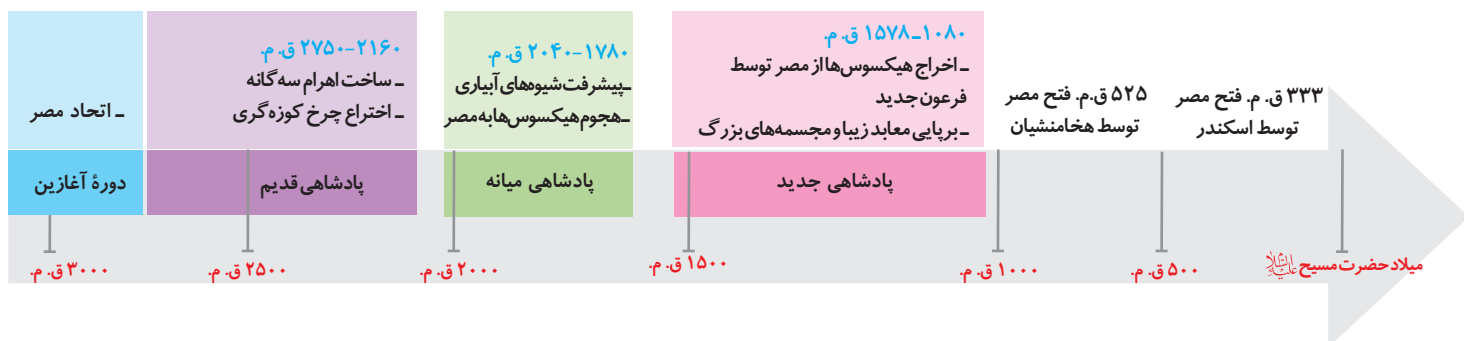 ـ اتحاد مصر
دورۀ آغازین
۲۷۵۰–۲۱۶۰ ق. م.
ـ ساخت اهرام سه گانه
ـ اختراع چرخ کوزه گری
پادشاهی قدیم
۲۰۴۰–۱۷۸۰ ق. م.
ـ پیشرفت شیوه‌های آبیاری
ـ هجوم هیکسوس ها به مصر
پادشاهی میانه
۱۵۷۸ـ۱۰۸۰ ق. م.
ـ اخراج هیکسوس ها از مصر توسط
فرعون جدید
ـ برپایی معابد زیبا و مجسمه‌های بزرگ
پادشاهی جدید
۵۲۵ ق.م. فتح مصر
توسط هخامنشیان
۳۳۳ ق. م. فتح مصر
توسط اسکندر
۳۰۰۰ ق. م.
۲۵۰۰ ق. م.
۲۰۰۰ ق. م.
۱۵۰۰ ق. م.
۱۰۰۰ ق. م.
۵۰۰ ق. م.
میلاد حضرت مسیح علیه‌السلام